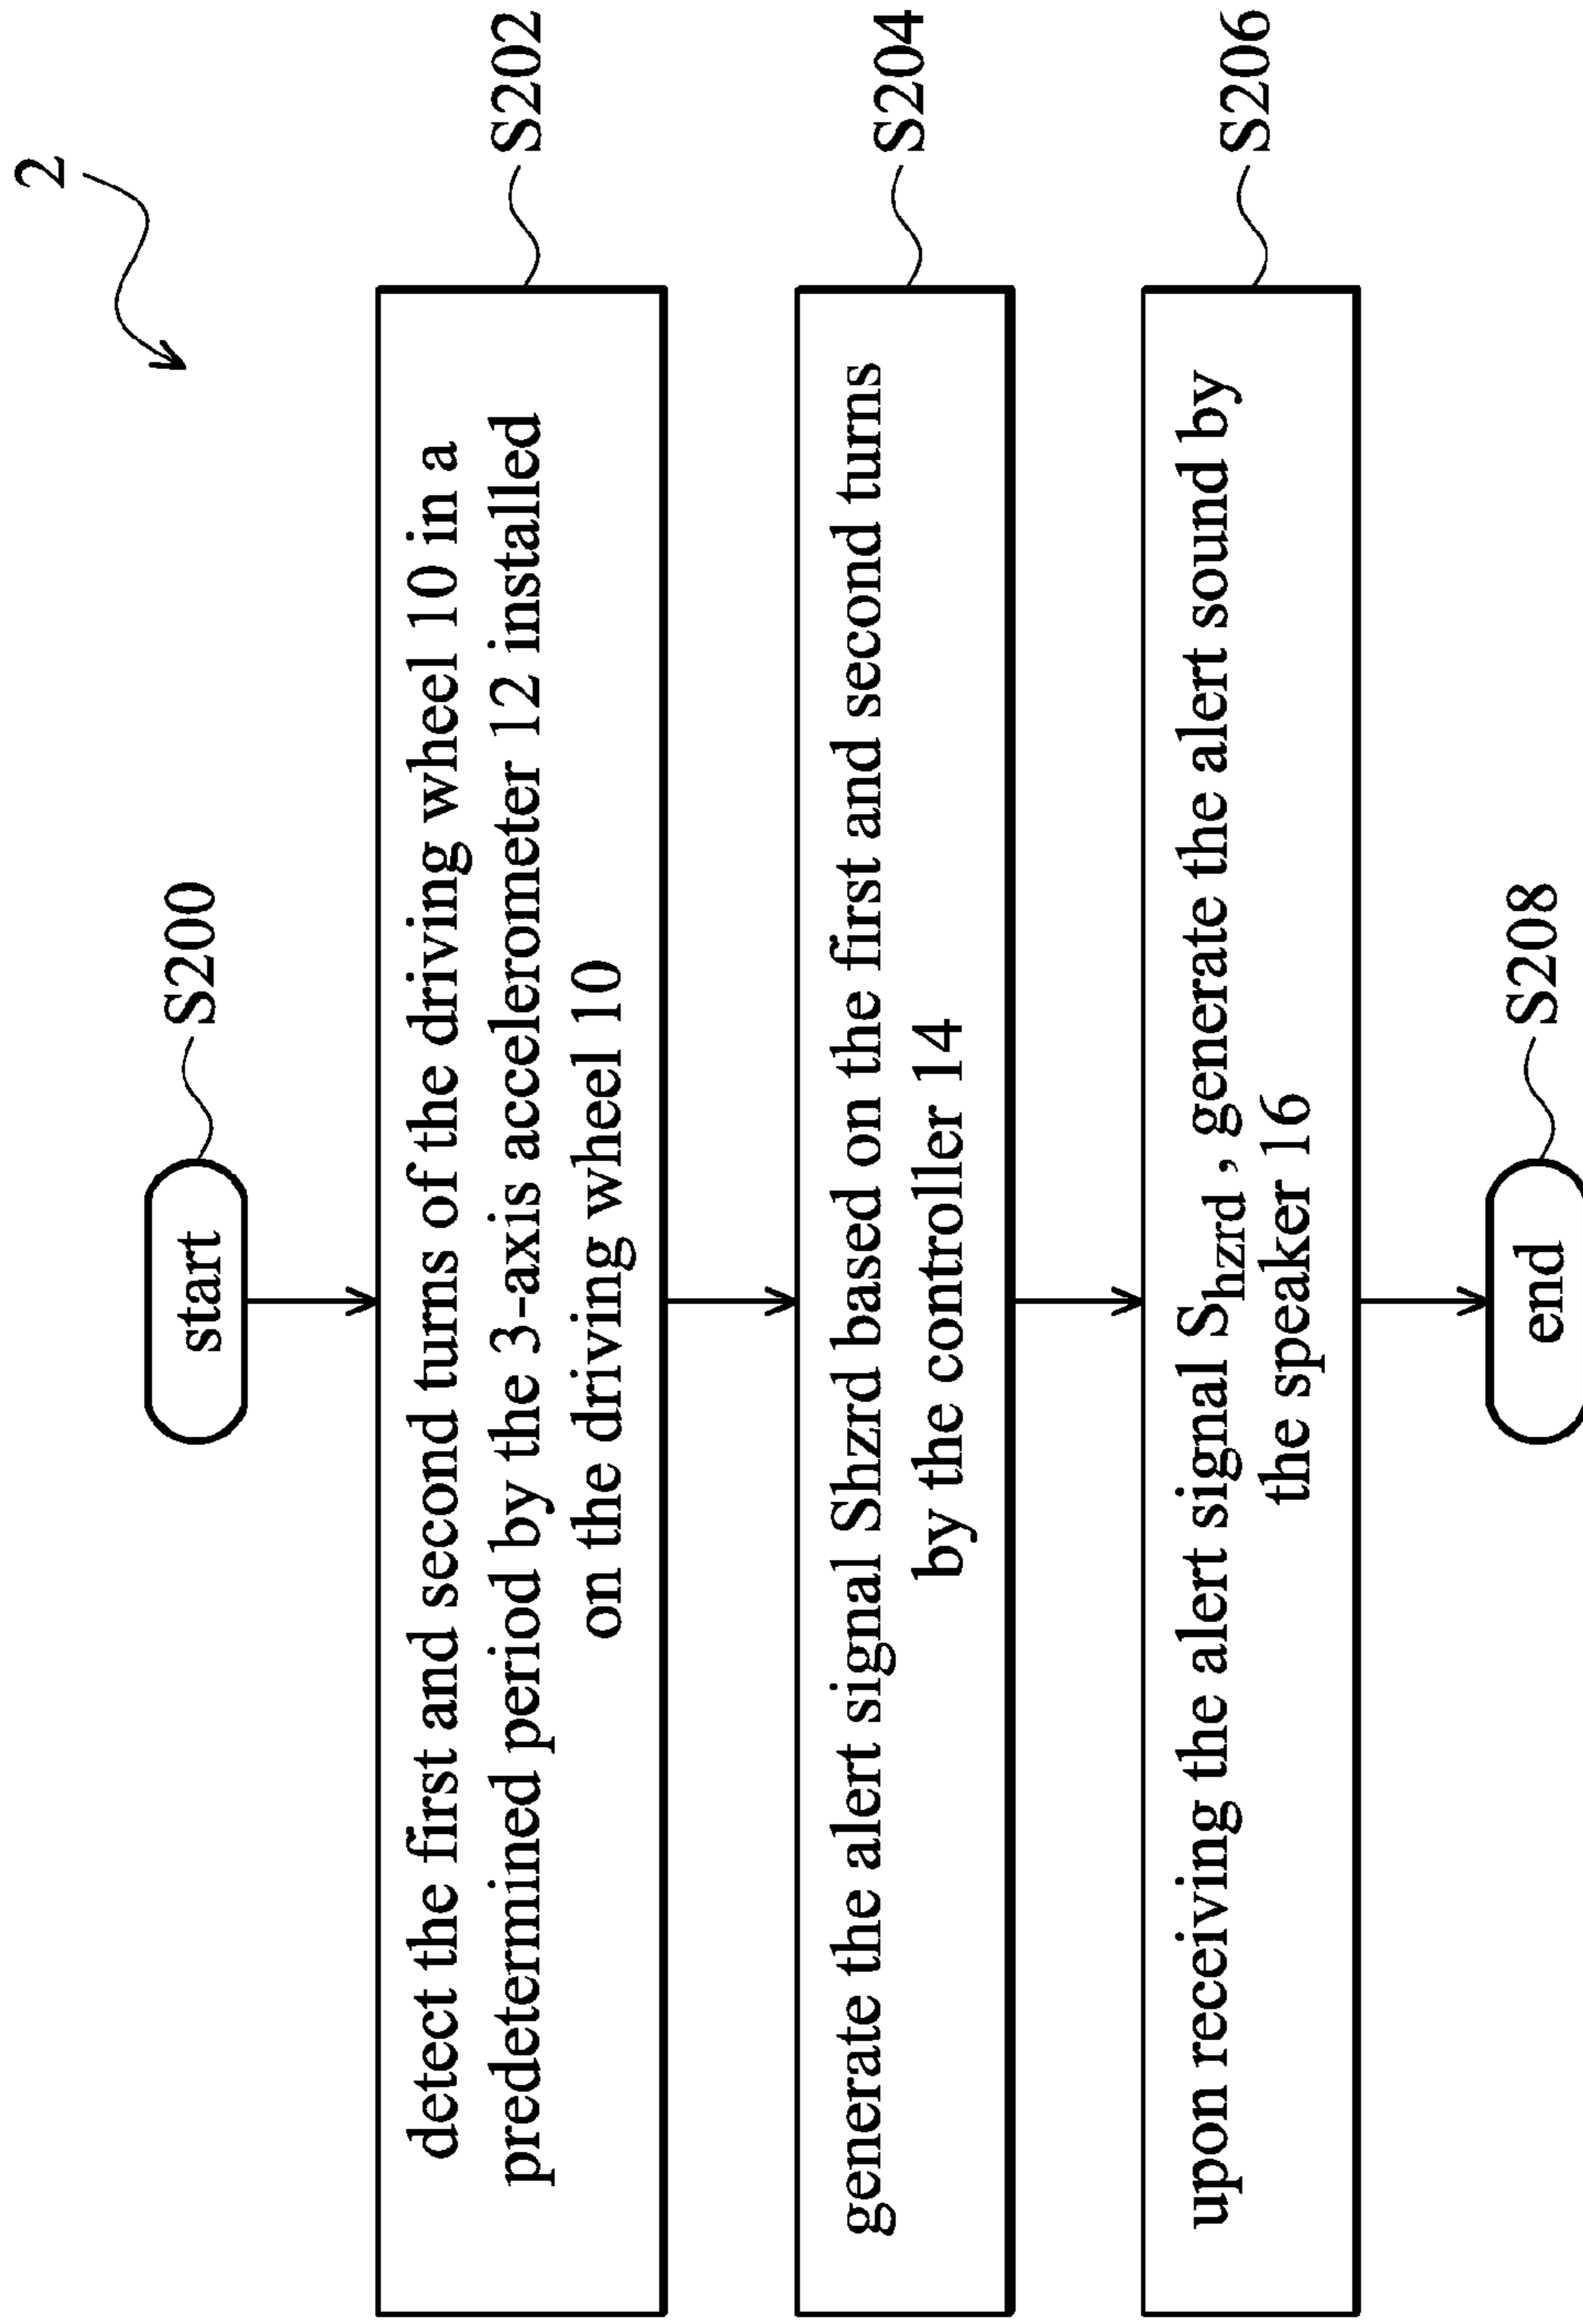 2
start
S200
detect the first and second turns of the driving wheel 10 in a
predetermined period by the 3-axis accelerometer 12 installed
on the driving wheel 10
S202
generate the alert signal Shzrd based on the first and second turns
by the controller 14
S204
upon receiving the alert signal Shzrd, generate the alert sound by
the speaker 16
S206
end
S208